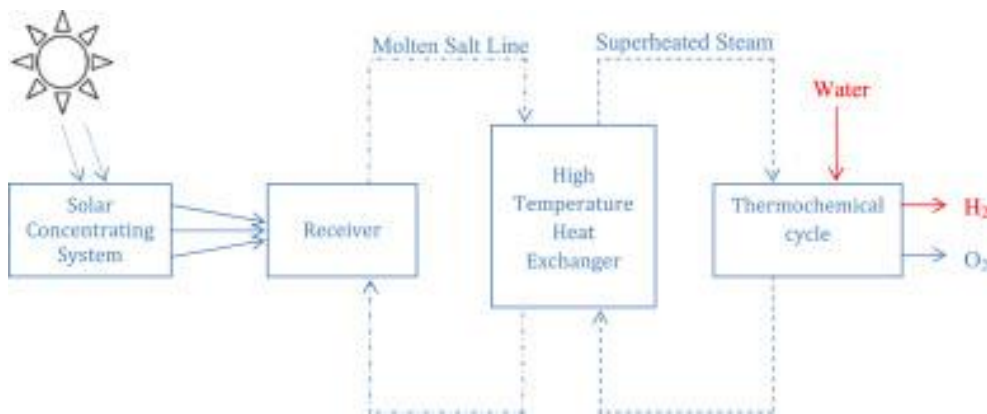 Molten Salt Line
Superheated Steam
Water
Solar
Concentrating
System
Receiver
High
Temperature
Heat
Exchanger
Thermochemical
cycle
H₂
O₂